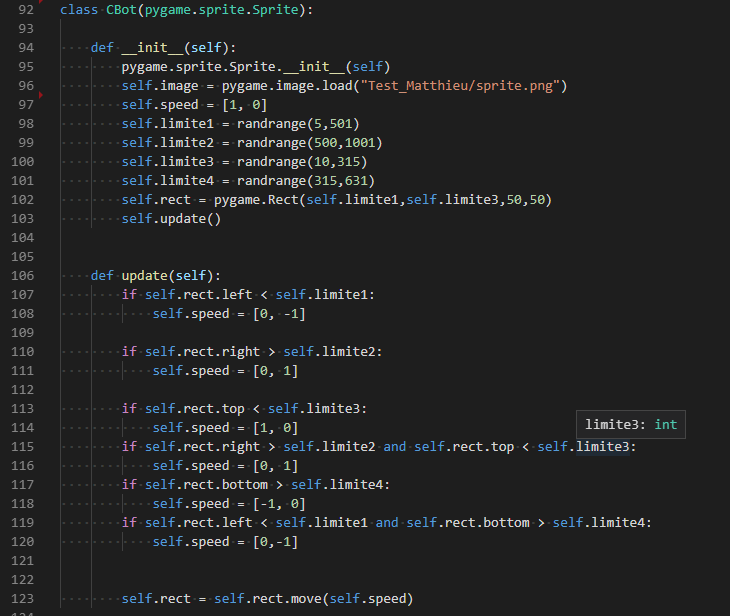 92 class CBot(pygame.sprite.Sprite):
93
94 def __init__(self):
95 pygame.sprite.Sprite.__init__(self)
96 self.image = pygame.image.load("Test_Matthieu/sprite.png")
97 self.speed = [1, 0]
98 self.limite1 = randrange(5,501)
99 self.limite2 = randrange(500,1001)
100 self.limite3 = randrange(10,315)
101 self.limite4 = randrange(315,631)
102 self.rect = pygame.Rect(self.limite1,self.limite3,50,50)
103 self.update()
104
105
106 def update(self):
107 if self.rect.left < self.limite1:
108 self.speed = [0, -1]
109
110 if self.rect.right > self.limite2:
111 self.speed = [0, 1]
112
113 if self.rect.top < self.limite3:
limite3: int
114 self.speed = [1, 0]
115 if self.rect.right > self.limite2 and self.rect.top < self.limite3:
116 self.speed = [0, 1]
117 if self.rect.bottom > self.limite4:
118 self.speed = [-1, 0]
119 if self.rect.left < self.limite1 and self.rect.bottom > self.limite4:
120 self.speed = [0,-1]
121
122
123 self.rect = self.rect.move(self.speed)